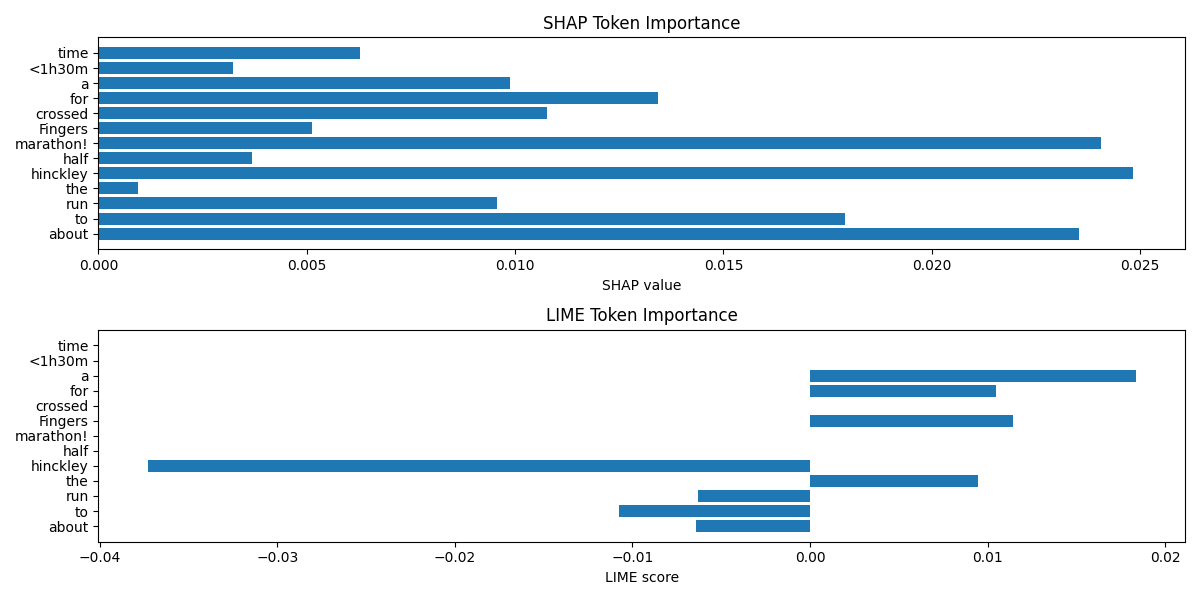 SHAP Token Importance
time
<1h30m
a
for
crossed
Fingers
marathon!
half
hinckley
the
run
to
about
0.000 0.005 0.010 0.015 0.020 0.025
SHAP value
LIME Token Importance
time
<1h30m
a
for
crossed
Fingers
marathon!
half
hinckley
the
run
to
about
−0.04 −0.03 −0.02 −0.01 0.00 0.01 0.02
LIME score